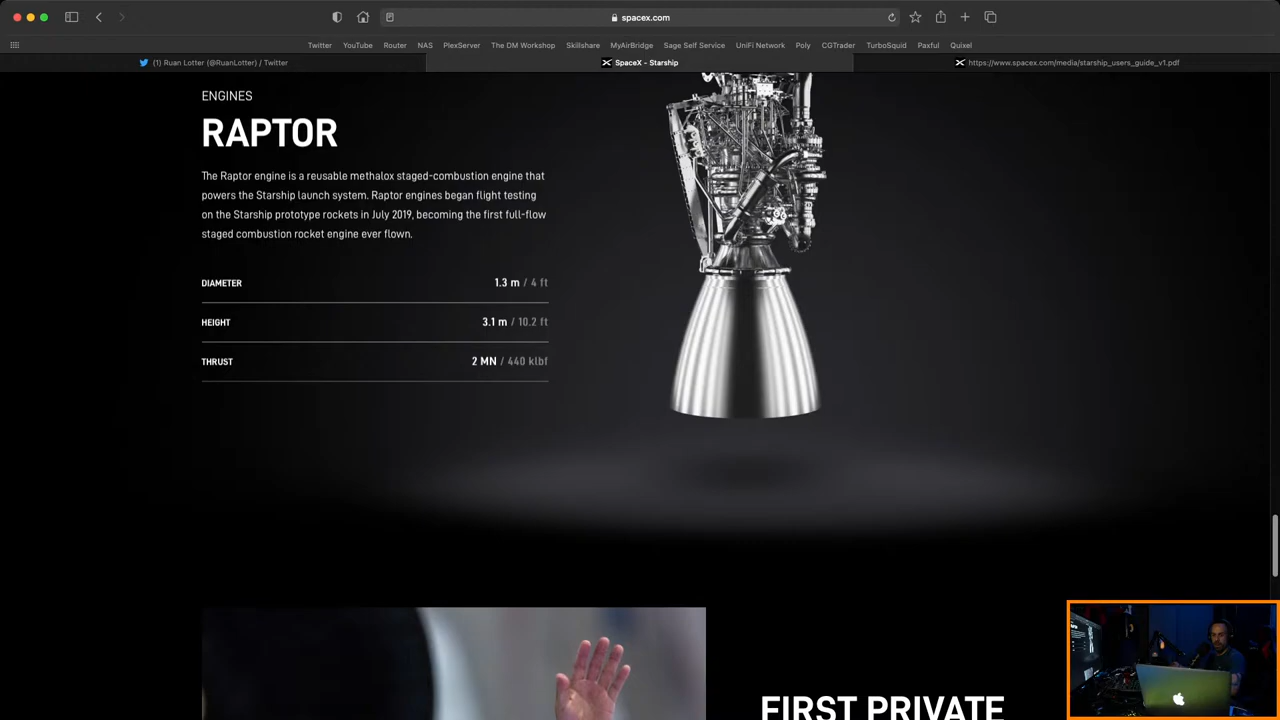 spacex.com
Twitter YouTube Router NAS PlexServer The DM Workshop Skillshare MyAirBridge Sage Self Service UniFi Network Poly CGTrader TurboSquid Paxful Quixel
(1) Ruan Lotter (@RuanLotter) / Twitter
SpaceX - Starship
https://www.spacex.com/media/starship_users_guide_v1.pdf
ENGINES
RAPTOR
The Raptor engine is a reusable methalox staged-combustion engine that
powers the Starship launch system. Raptor engines began flight testing
on the Starship prototype rockets in July 2019, becoming the first full-flow
staged combustion rocket engine ever flown.
DIAMETER 1.3 m / 4 ft
HEIGHT 3.1 m / 10.2 ft
THRUST 2 MN / 440 klbf
FIRST PRIVATE